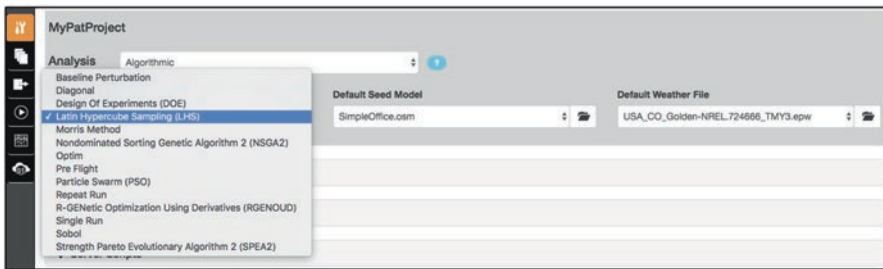 MyPatProject
Analysis Algorithmic ?
Baseline Perturbation
Diagonal
Design Of Experiments (DOE)
✓ Latin Hypercube Sampling (LHS)
Morris Method
Nondominated Sorting Genetic Algorithm 2 (NSGA2)
Optim
Pre Flight
Particle Swarm (PSO)
Repeat Run
R-GENetic Optimization Using Derivatives (RGENOUD)
Single Run
Sobol
Strength Pareto Evolutionary Algorithm 2 (SPEA2)
Default Seed Model
SimpleOffice.osm
Default Weather File
USA_CO_Golden-NREL.724666_TMY3.epw
Server Scripts